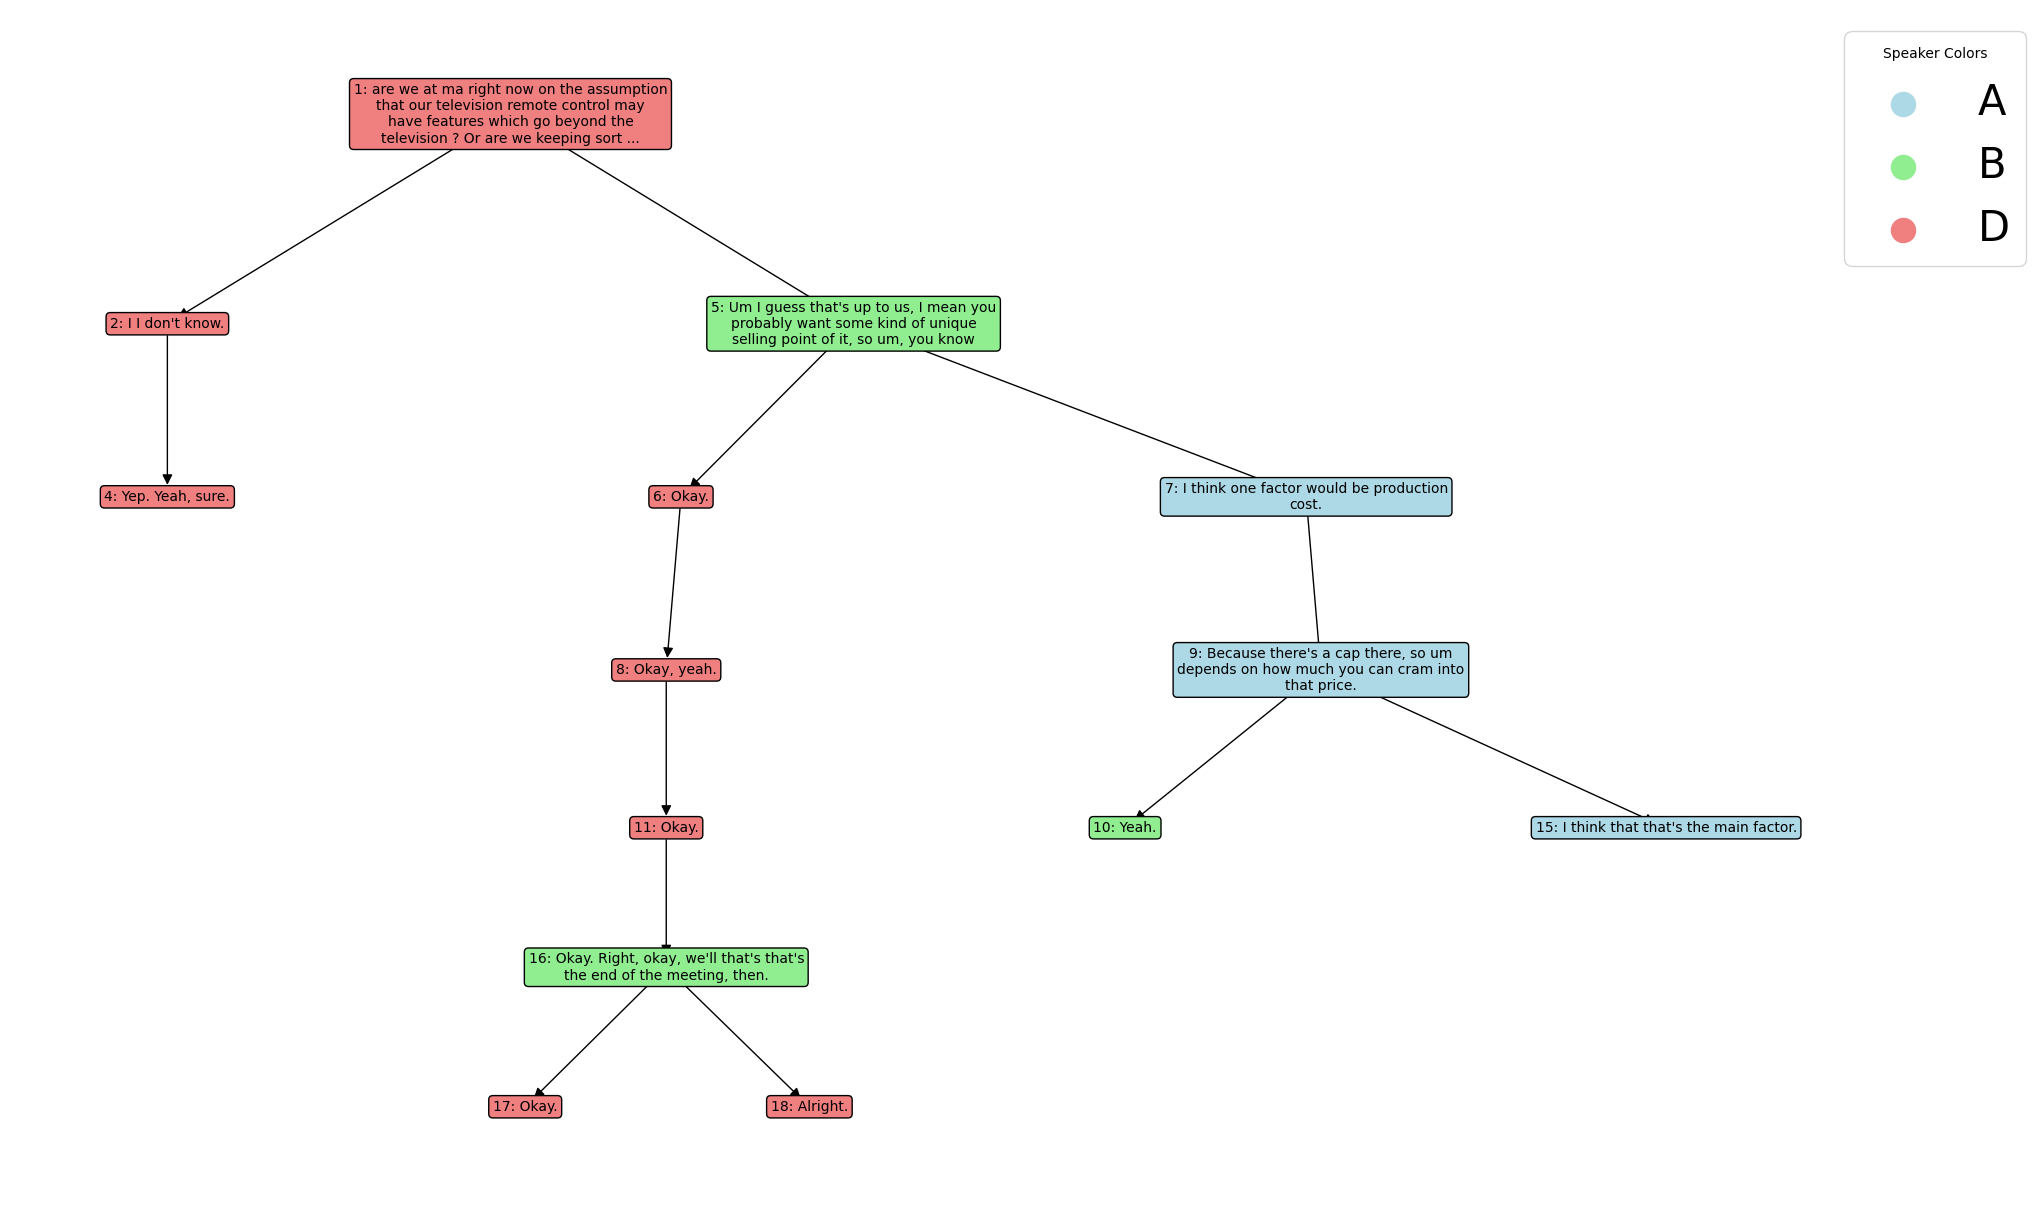 Speaker Colors
A
B
D
1: are we at ma right now on the assumption
that our television remote control may
have features which go beyond the
television ? Or are we keeping sort ...
2: I I don't know.
5: Um I guess that's up to us, I mean you
probably want some kind of unique
selling point of it, so um, you know
4: Yep. Yeah, sure.
6: Okay.
7: I think one factor would be production
cost.
8: Okay, yeah.
9: Because there's a cap there, so um
depends on how much you can cram into
that price.
11: Okay.
10: Yeah.
15: I think that that's the main factor.
16: Okay. Right, okay, we'll that's that's
the end of the meeting, then.
17: Okay.
18: Alright.